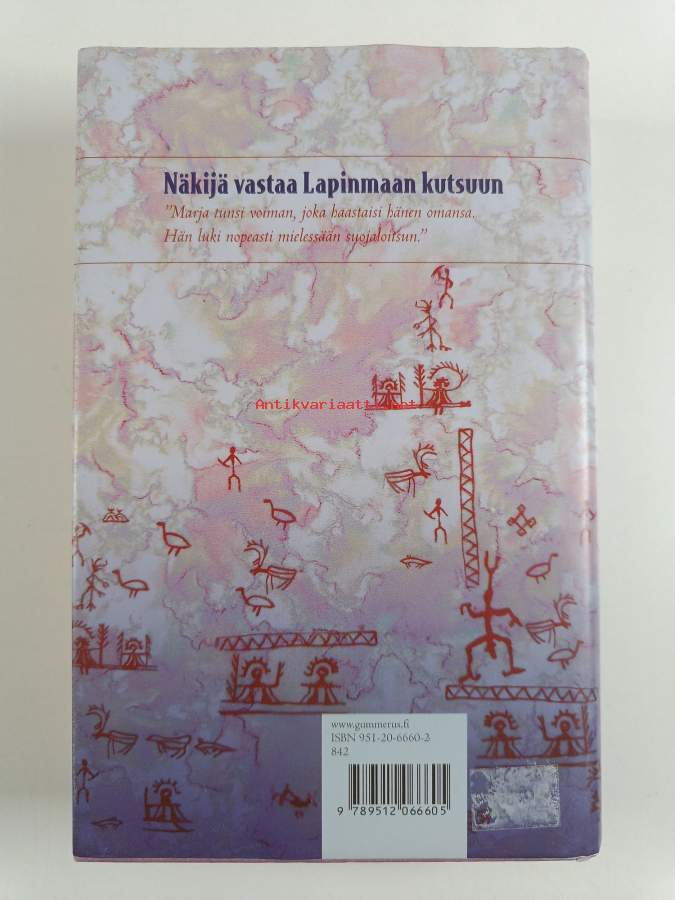 Näkijä vastaa Lapinmaan kutsuun
"Marja tunsi voiman, joka haastaisi hänen omansa.
Hän luki nopeasti mielessään suojaloitsun."
Antikvariaatti.net
www.gummerus.fi
ISBN 951-20-6660-2
842
9 789512 066605